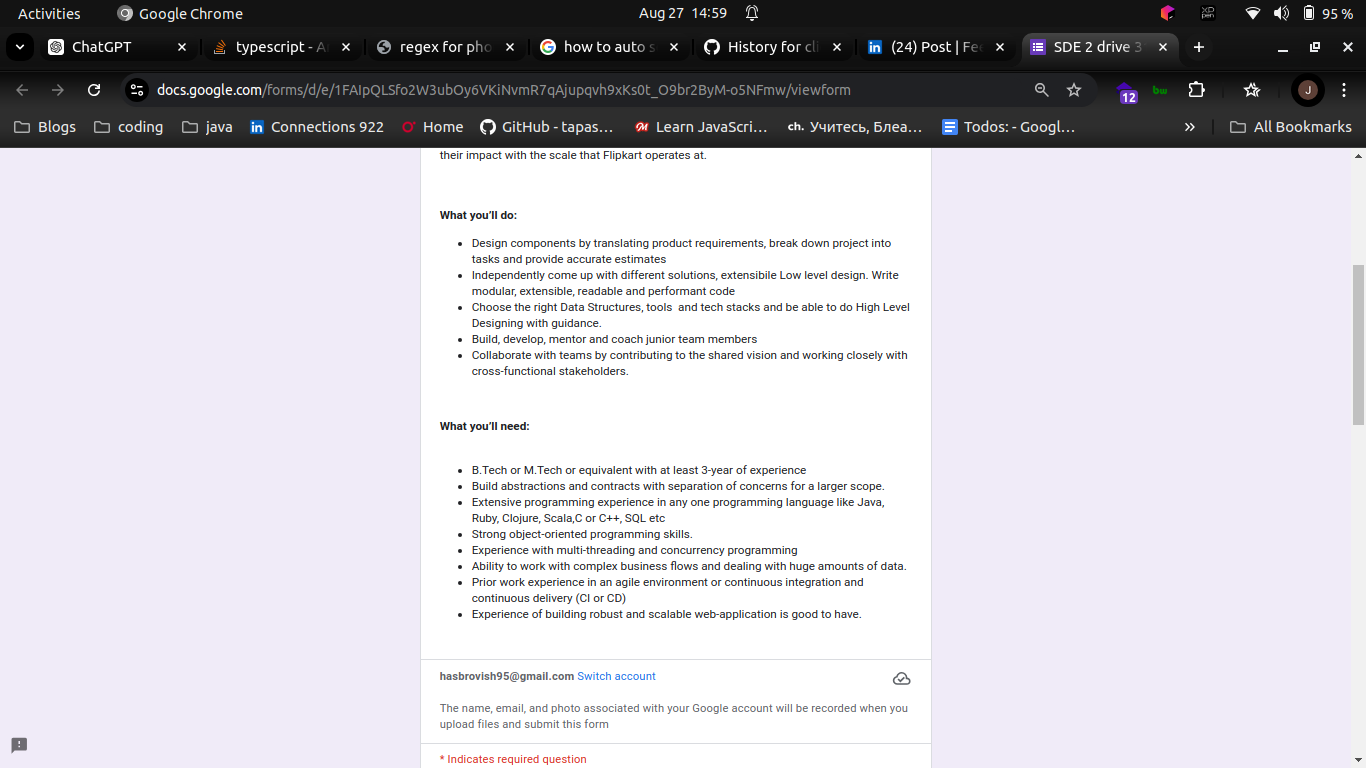 Activities
Google Chrome
Aug 27 14:59
95 %
ChatGPT
typescript - A
regex for pho
how to auto s
History for cli
(24) Post | Fee
SDE 2 drive 3
docs.google.com/forms/d/e/1FAIpQLSfo2W3ubOy6VKiNvmR7qAjupqvh9xKs0t_O9br2ByM-o5NFmw/viewform
12
bw
J
Blogs
coding
java
Connections 922
Home
GitHub - tapas…
Learn JavaScri…
ch. Учитесь, Блеа…
Todos: - Googl…
»
All Bookmarks
their impact with the scale that Flipkart operates at.
What you’ll do:
• Design components by translating product requirements, break down project into
tasks and provide accurate estimates
• Independently come up with different solutions, extensibile Low level design. Write
modular, extensible, readable and performant code
• Choose the right Data Structures, tools  and tech stacks and be able to do High Level
Designing with guidance.
• Build, develop, mentor and coach junior team members
• Collaborate with teams by contributing to the shared vision and working closely with
cross-functional stakeholders.
What you’ll need:
• B.Tech or M.Tech or equivalent with at least 3-year of experience
• Build abstractions and contracts with separation of concerns for a larger scope.
• Extensive programming experience in any one programming language like Java,
Ruby, Clojure, Scala,C or C++, SQL etc
• Strong object-oriented programming skills.
• Experience with multi-threading and concurrency programming
• Ability to work with complex business flows and dealing with huge amounts of data.
• Prior work experience in an agile environment or continuous integration and
continuous delivery (CI or CD)
• Experience of building robust and scalable web-application is good to have.
hasbrovish95@gmail.com Switch account
The name, email, and photo associated with your Google account will be recorded when you
upload files and submit this form
* Indicates required question